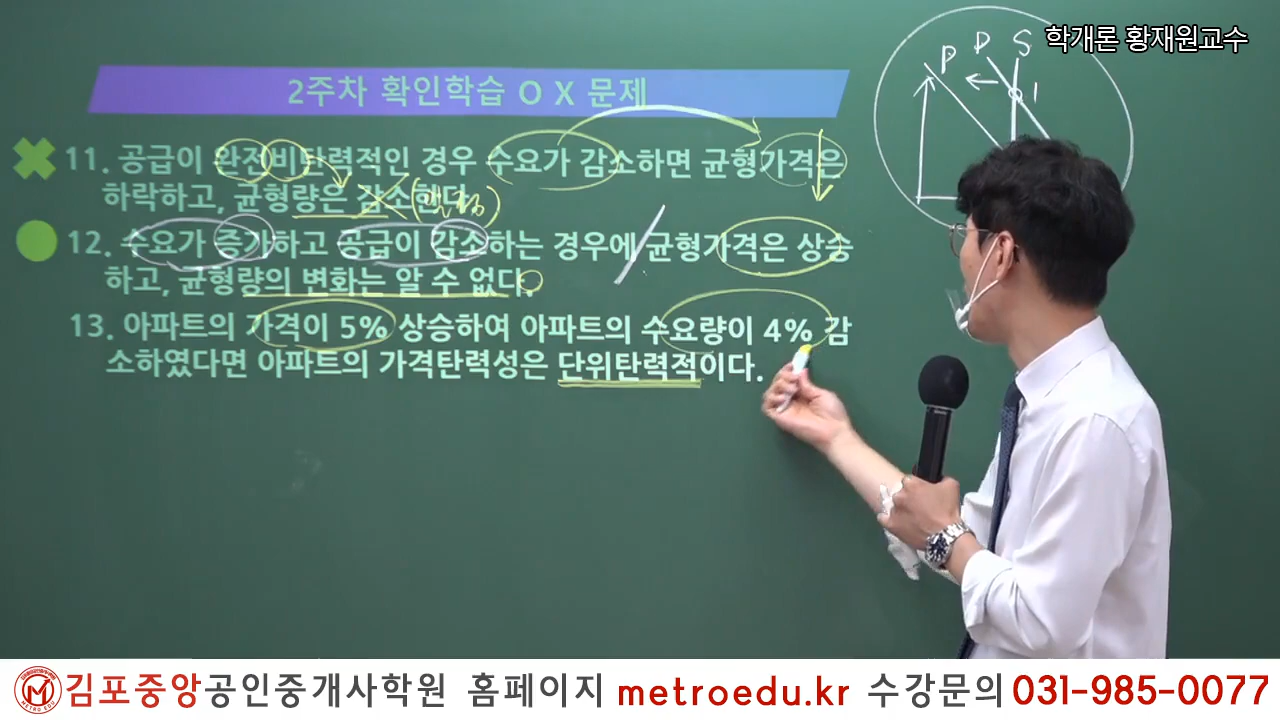 학개론 황재원교수
P D S
1
2주차 확인학습 O X 문제
11. 공급이 완전비탄력적인 경우 수요가 감소하면 균형가격은
하락하고, 균형량은 감소한다.
12. 수요가 증가하고 공급이 감소하는 경우에 균형가격은 상승
하고, 균형량의 변화는 알 수 없다.
13. 아파트의 가격이 5% 상승하여 아파트의 수요량이 4% 감
소하였다면 아파트의 가격탄력성은 단위탄력적이다.
METRO EDU
김포중앙공인중개사학원 홈페이지 metroedu.kr 수강문의 031-985-0077